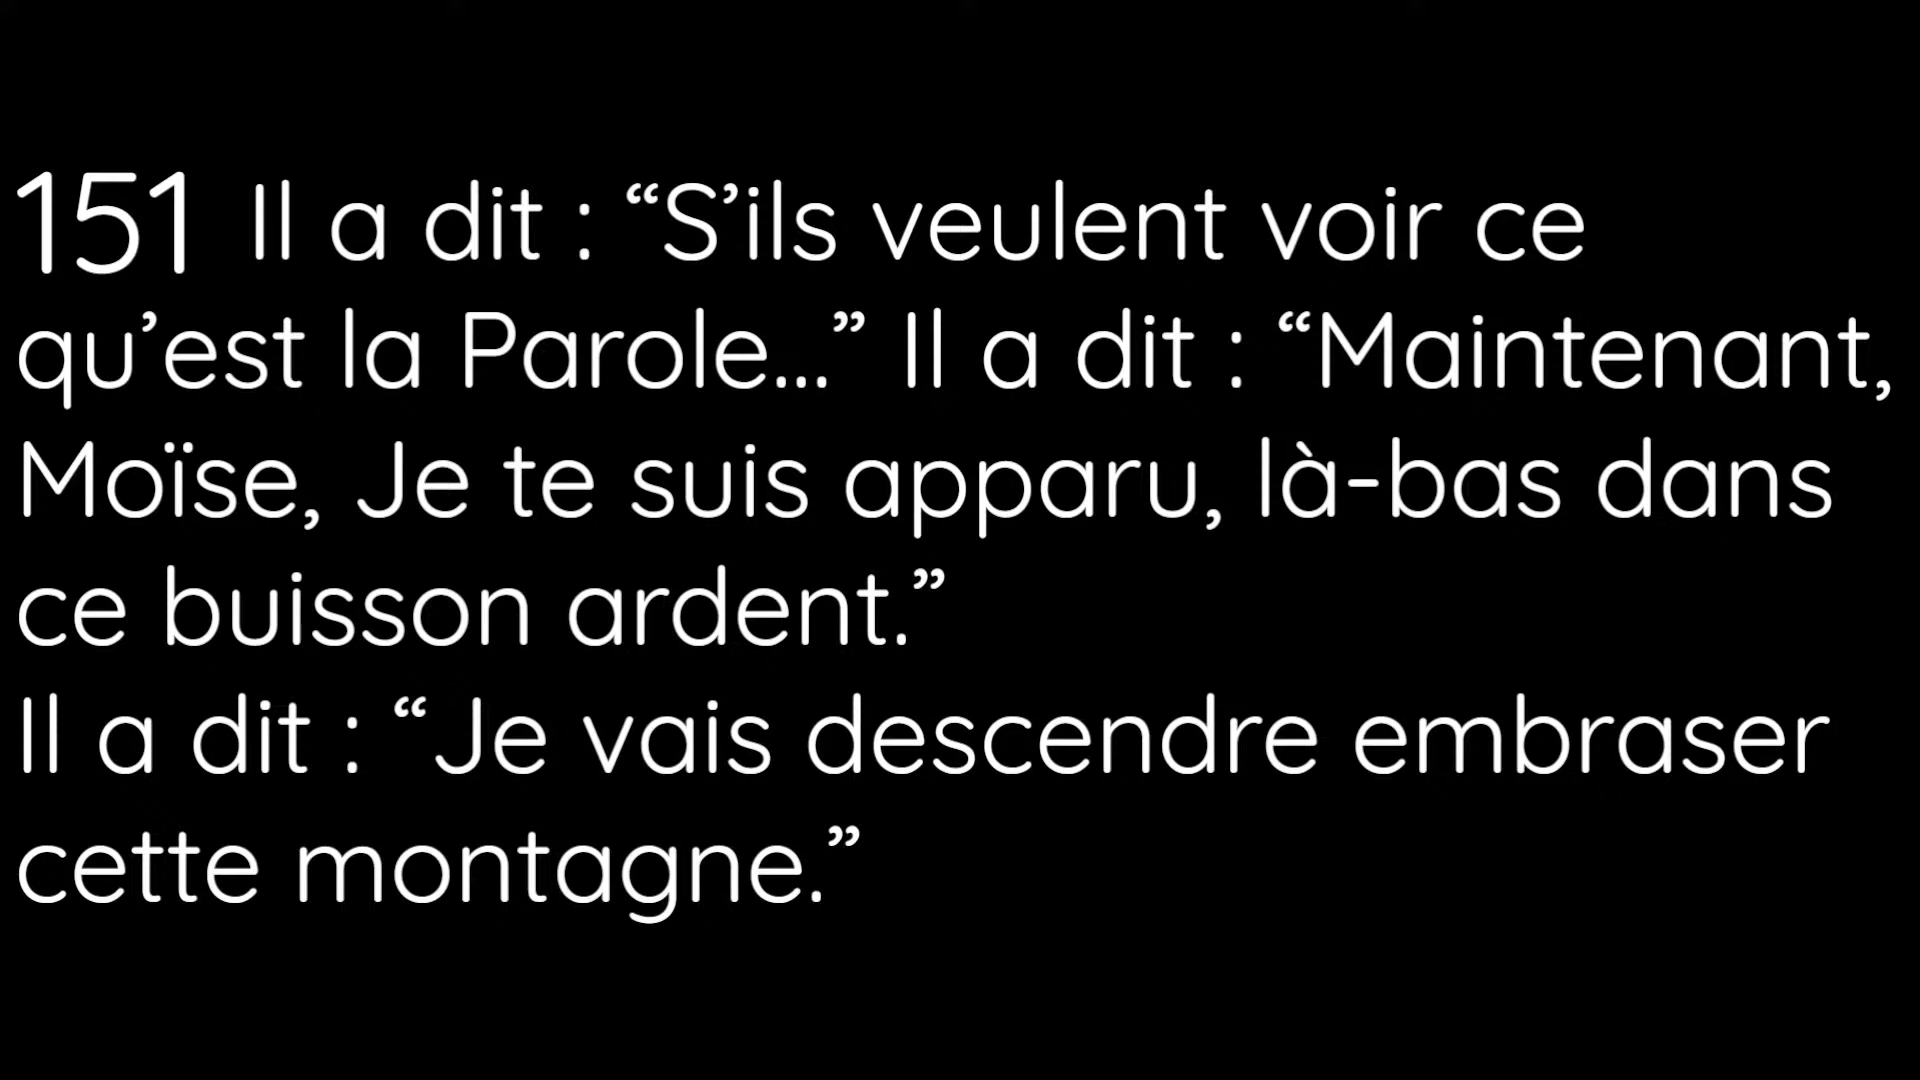 151 Il a dit : “S’ils veulent voir ce
qu’est la Parole...” Il a dit : “Maintenant,
Moïse, Je te suis apparu, là-bas dans
ce buisson ardent.”
Il a dit : “Je vais descendre embraser
cette montagne.”